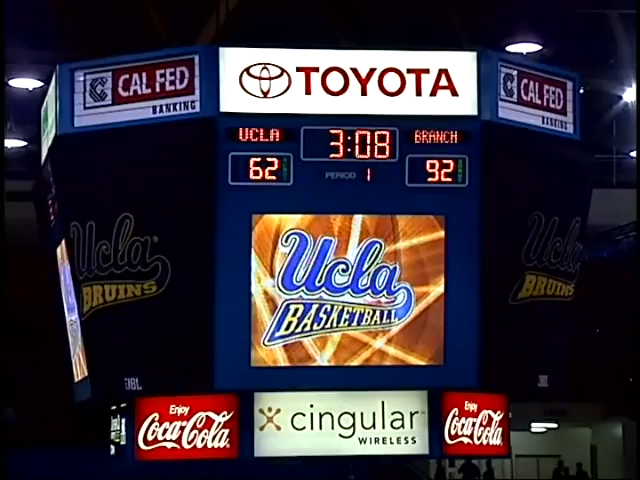 CAL FED
BANKING
TOYOTA
CAL FED
BANKING
UCLA
3:08
BRANCH
62
PERIOD 1
92
Ucla
BRUINS
Ucla
BASKETBALL
Ucla
BRUINS
JBL
Enjoy
Coca-Cola
cingular
WIRELESS
Enjoy
Coca-Cola